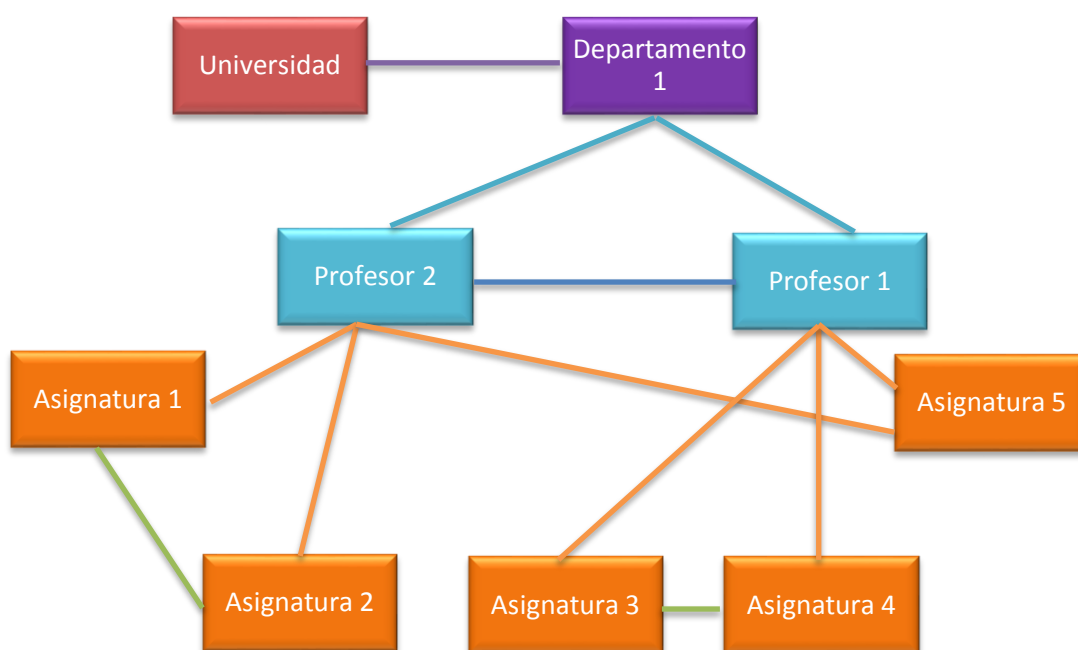 Universidad
Departamento
1
Profesor 2
Profesor 1
Asignatura 1
Asignatura 5
Asignatura 2
Asignatura 3
Asignatura 4